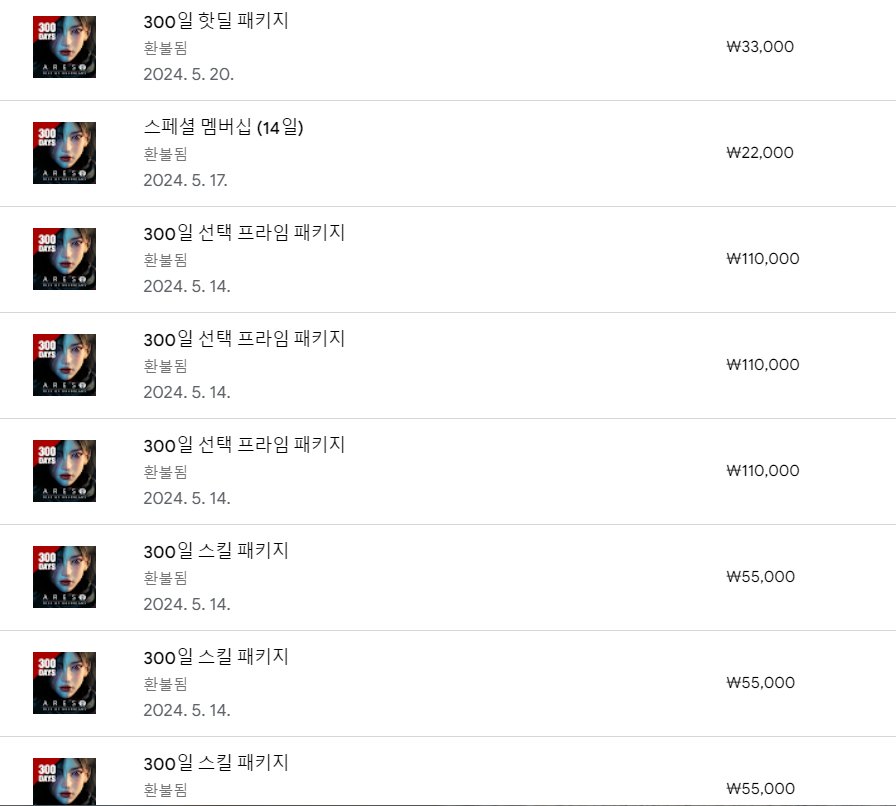 300일 핫딜 패키지
환불됨
₩33,000
2024. 5. 20.
300 DAYS
ARES
스페셜 멤버십 (14일)
환불됨
₩22,000
2024. 5. 17.
300 DAYS
ARES
300일 선택 프라임 패키지
환불됨
₩110,000
2024. 5. 14.
300 DAYS
ARES
300일 선택 프라임 패키지
환불됨
₩110,000
2024. 5. 14.
300 DAYS
ARES
300일 선택 프라임 패키지
환불됨
₩110,000
2024. 5. 14.
300 DAYS
ARES
300일 스킬 패키지
환불됨
₩55,000
2024. 5. 14.
300 DAYS
ARES
300일 스킬 패키지
환불됨
₩55,000
2024. 5. 14.
300 DAYS
ARES
300일 스킬 패키지
환불됨
₩55,000
300 DAYS